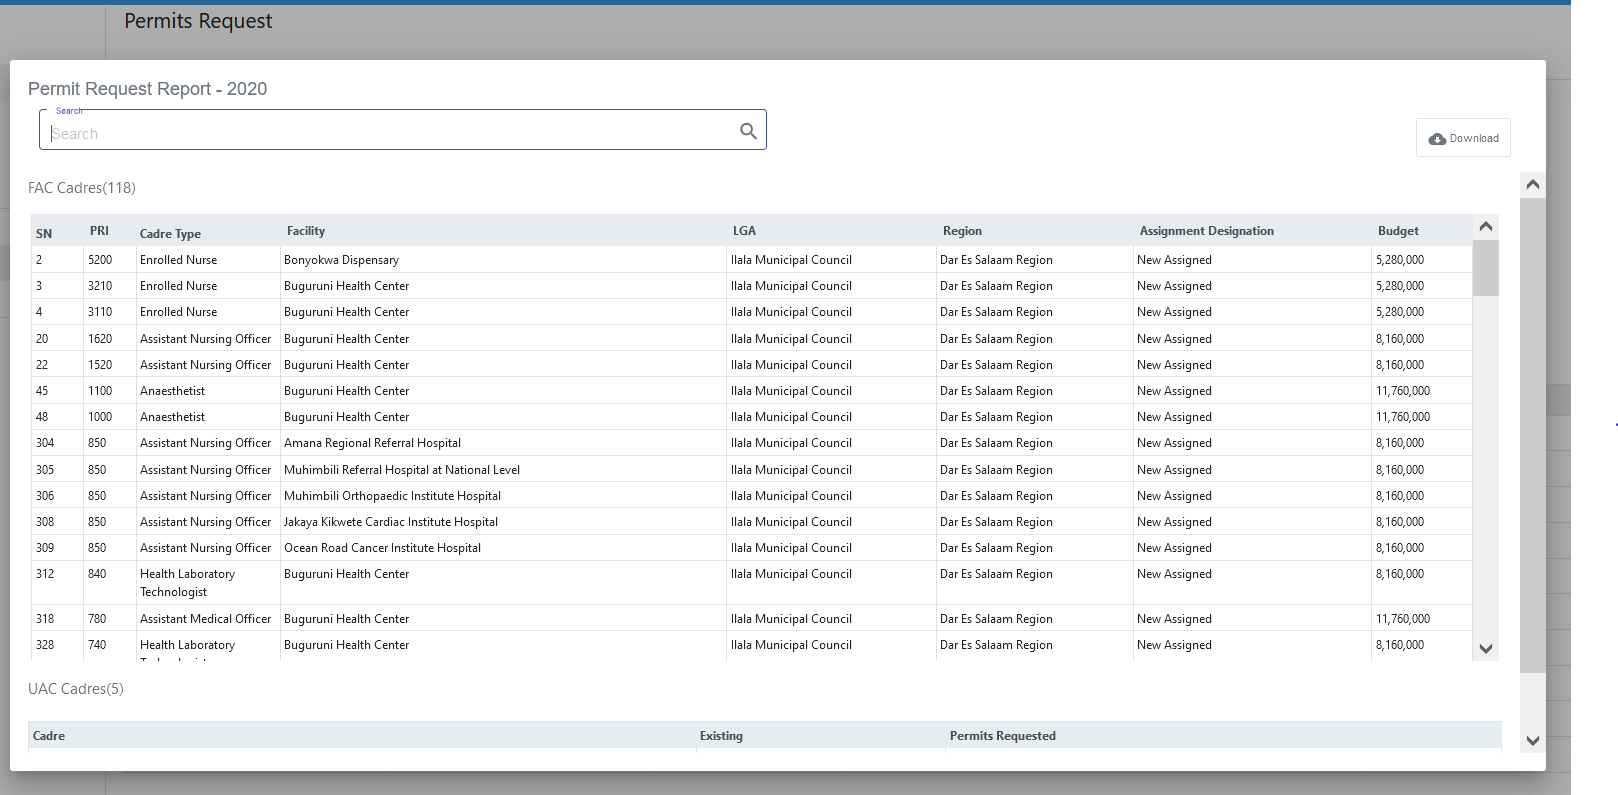 Permits Request
Permit Request Report - 2020
Search
Search
Download
FAC Cadres(118)
SN PRI Cadre Type Facility LGA Region Assignment Designation Budget
2 5200 Enrolled Nurse Bonyokwa Dispensary Ilala Municipal Council Dar Es Salaam Region New Assigned 5,280,000
3 3210 Enrolled Nurse Buguruni Health Center Ilala Municipal Council Dar Es Salaam Region New Assigned 5,280,000
4 3110 Enrolled Nurse Buguruni Health Center Ilala Municipal Council Dar Es Salaam Region New Assigned 5,280,000
20 1620 Assistant Nursing Officer Buguruni Health Center Ilala Municipal Council Dar Es Salaam Region New Assigned 8,160,000
22 1520 Assistant Nursing Officer Buguruni Health Center Ilala Municipal Council Dar Es Salaam Region New Assigned 8,160,000
45 1100 Anaesthetist Buguruni Health Center Ilala Municipal Council Dar Es Salaam Region New Assigned 11,760,000
48 1000 Anaesthetist Buguruni Health Center Ilala Municipal Council Dar Es Salaam Region New Assigned 11,760,000
304 850 Assistant Nursing Officer Amana Regional Referral Hospital Ilala Municipal Council Dar Es Salaam Region New Assigned 8,160,000
305 850 Assistant Nursing Officer Muhimbili Referral Hospital at National Level Ilala Municipal Council Dar Es Salaam Region New Assigned 8,160,000
306 850 Assistant Nursing Officer Muhimbili Orthopaedic Institute Hospital Ilala Municipal Council Dar Es Salaam Region New Assigned 8,160,000
308 850 Assistant Nursing Officer Jakaya Kikwete Cardiac Institute Hospital Ilala Municipal Council Dar Es Salaam Region New Assigned 8,160,000
309 850 Assistant Nursing Officer Ocean Road Cancer Institute Hospital Ilala Municipal Council Dar Es Salaam Region New Assigned 8,160,000
312 840 Health Laboratory Buguruni Health Center Ilala Municipal Council Dar Es Salaam Region New Assigned 8,160,000
Technologist
318 780 Assistant Medical Officer Buguruni Health Center Ilala Municipal Council Dar Es Salaam Region New Assigned 11,760,000
328 740 Health Laboratory Buguruni Health Center Ilala Municipal Council Dar Es Salaam Region New Assigned 8,160,000
UAC Cadres(5)
Cadre Existing Permits Requested